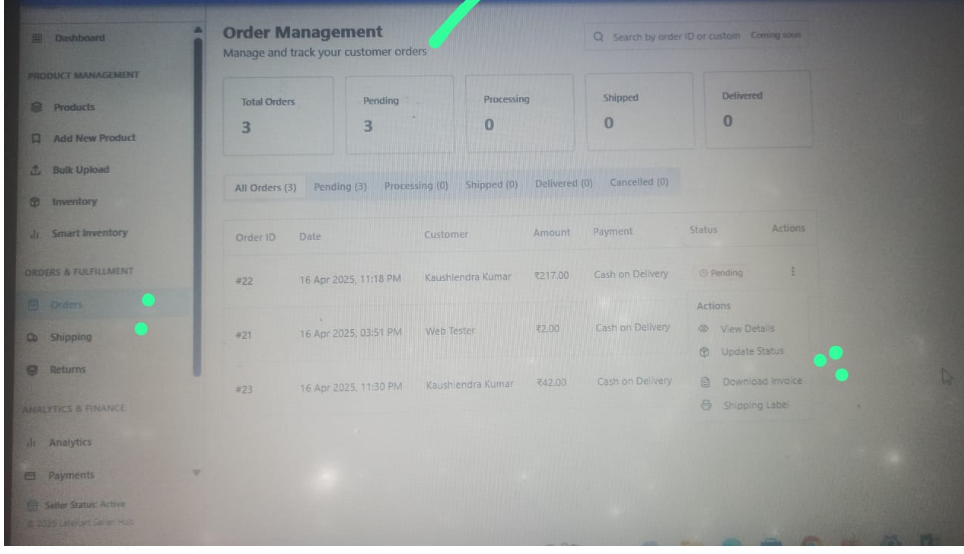 Dashboard
PRODUCT MANAGEMENT
Products
Add New Product
Bulk Upload
Inventory
Smart Inventory
ORDERS & FULFILLMENT
Orders
Shipping
Returns
ANALYTICS & FINANCE
Analytics
Payments
Seller Status: Active
© 2025 Seller Hub
Order Management
Manage and track your customer orders
Search by order ID or custom Coming soon
Total Orders Pending Processing Shipped Delivered
3 3 0 0 0
All Orders (3) Pending (3) Processing (0) Shipped (0) Delivered (0) Cancelled (0)
Order ID Date Customer Amount Payment Status Actions
#22 16 Apr 2025, 11:18 PM Kaushlendra Kumar ₹217.00 Cash on Delivery Pending
#21 16 Apr 2025, 03:51 PM Web Tester ₹2.00 Cash on Delivery
#23 16 Apr 2025, 11:30 PM Kaushlendra Kumar ₹42.00 Cash on Delivery
Actions
View Details
Update Status
Download Invoice
Shipping Label